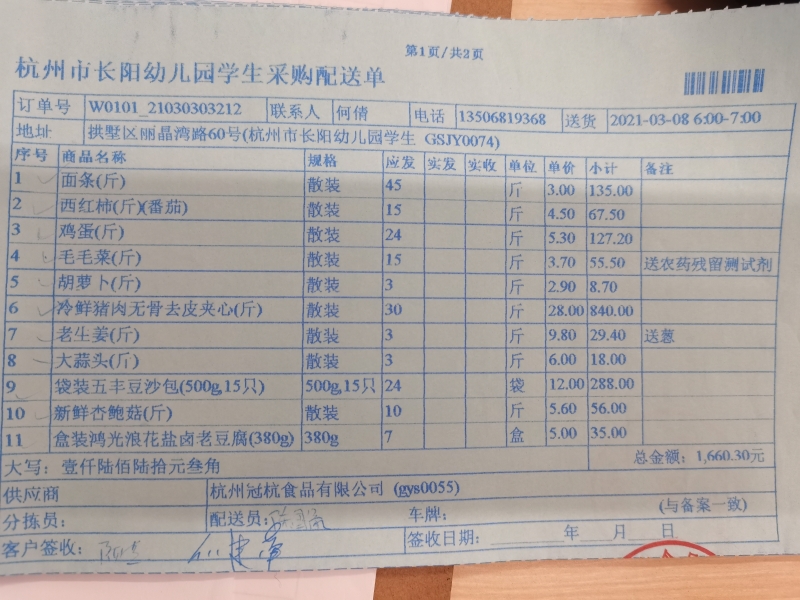 第1页/共2页
杭州市长阳幼儿园学生采购配送单
订单号 W0101_21030303212 联系人 何倩 电话 13506819368 送货 2021-03-08 6:00-7:00
地址 拱墅区丽晶湾路60号(杭州市长阳幼儿园学生 GSJY0074)
序号 商品名称 规格 应发 实发 实收 单位 单价 小计 备注
1 面条(斤) 散装 45 斤 3.00 135.00
2 西红柿(斤)(番茄) 散装 15 斤 4.50 67.50
3 鸡蛋(斤) 散装 24 斤 5.30 127.20
4 毛毛菜(斤) 散装 15 斤 3.70 55.50 送农药残留测试剂
5 胡萝卜(斤) 散装 3 斤 2.90 8.70
6 冷鲜猪肉无骨去皮夹心(斤) 散装 30 斤 28.00 840.00
7 老生姜(斤) 散装 3 斤 9.80 29.40 送葱
8 大蒜头(斤) 散装 3 斤 6.00 18.00
9 袋装五丰豆沙包(500g,15只) 500g,15只 24 袋 12.00 288.00
10 新鲜杏鲍菇(斤) 散装 10 斤 5.60 56.00
11 盒装鸿光浪花盐卤老豆腐(380g) 380g 7 盒 5.00 35.00
大写：壹仟陆佰陆拾元叁角 总金额：1,660.30元
供应商 杭州冠杭食品有限公司 (gys0055)
分拣员： 配送员： 车牌： (与备案一致)
客户签收： 签收日期： 年 月 日